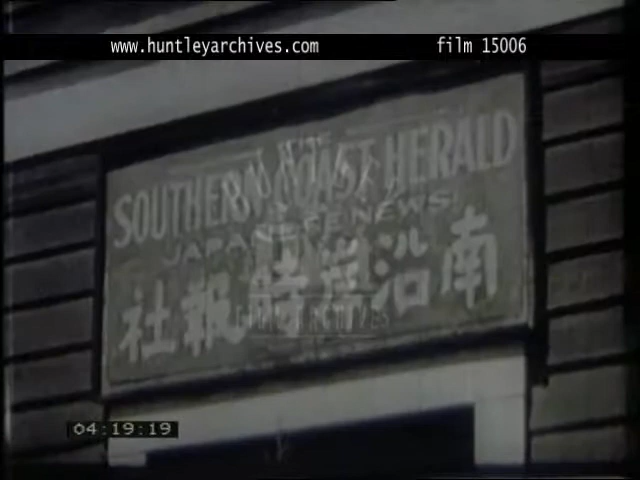 www.huntleyarchives.com film 15006
THE
SOUTHERN COAST HERALD
JAPANESE NEWS
南沿岸時報社
04:19:19